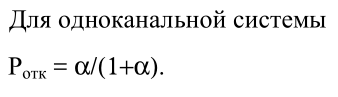 Для одноканальной системы
Pотк = α/(1+α).